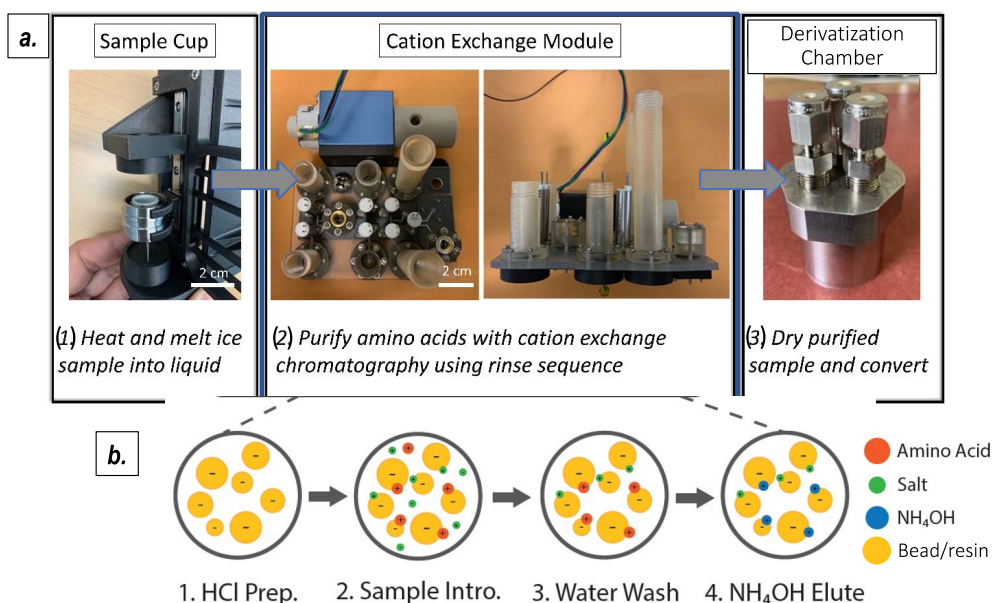 a.
Sample Cup
Cation Exchange Module
Derivatization
Chamber
2 cm
2 cm
(1) Heat and melt ice
sample into liquid
(2) Purify amino acids with cation exchange
chromatography using rinse sequence
(3) Dry purified
sample and convert
b.
Amino Acid
Salt
NH₄OH
Bead/resin
1. HCl Prep.
2. Sample Intro.
3. Water Wash
4. NH₄OH Elute